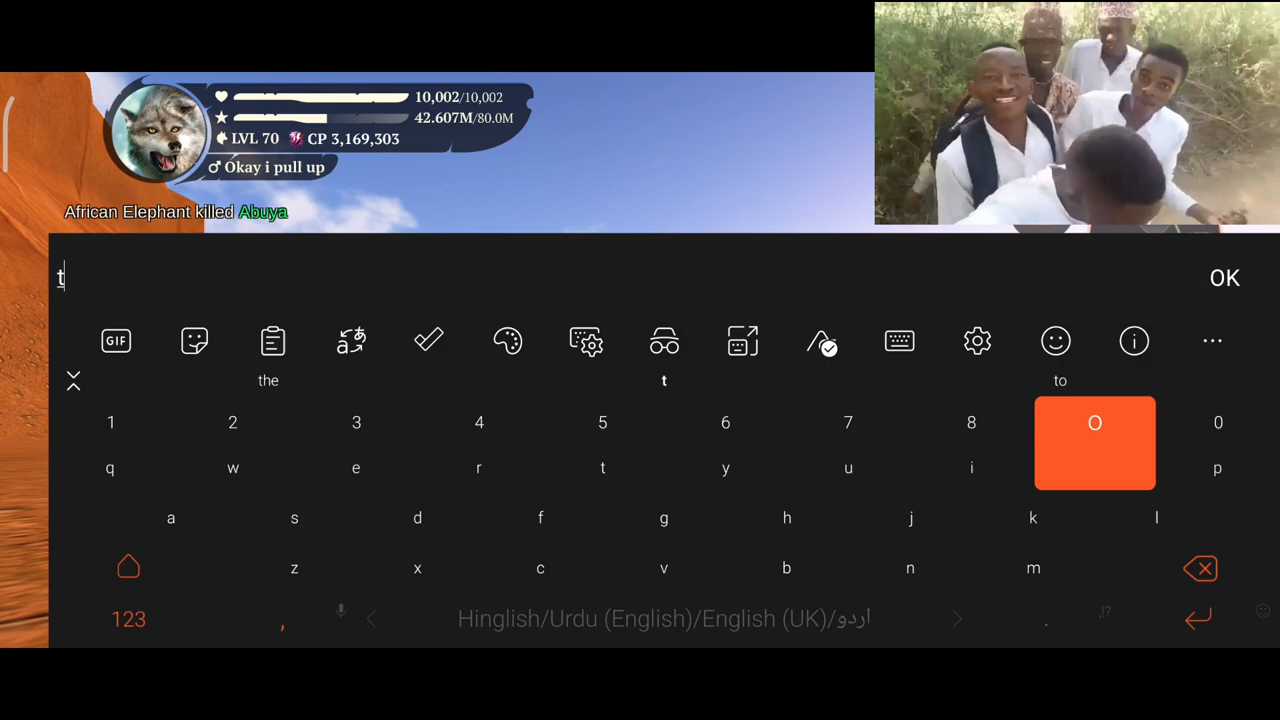 10,002/10,002
42.607M/80.0M
LVL 70 CP 3,169,303
♂ Okay i pull up
African Elephant killed Abuya
t
OK
GIF
the t to
1 2 3 4 5 6 7 8 O 0
q w e r t y u i p
a s d f g h j k l
z x c v b n m
123 , Hinglish/Urdu (English)/English (UK)/اردو . ,!?